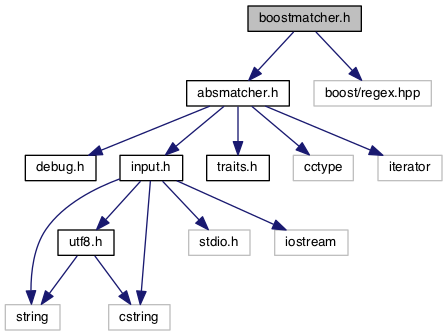 boostmatcher.h
absmatcher.h
boost/regex.hpp
debug.h
input.h
traits.h
cctype
iterator
utf8.h
stdio.h
iostream
string
cstring